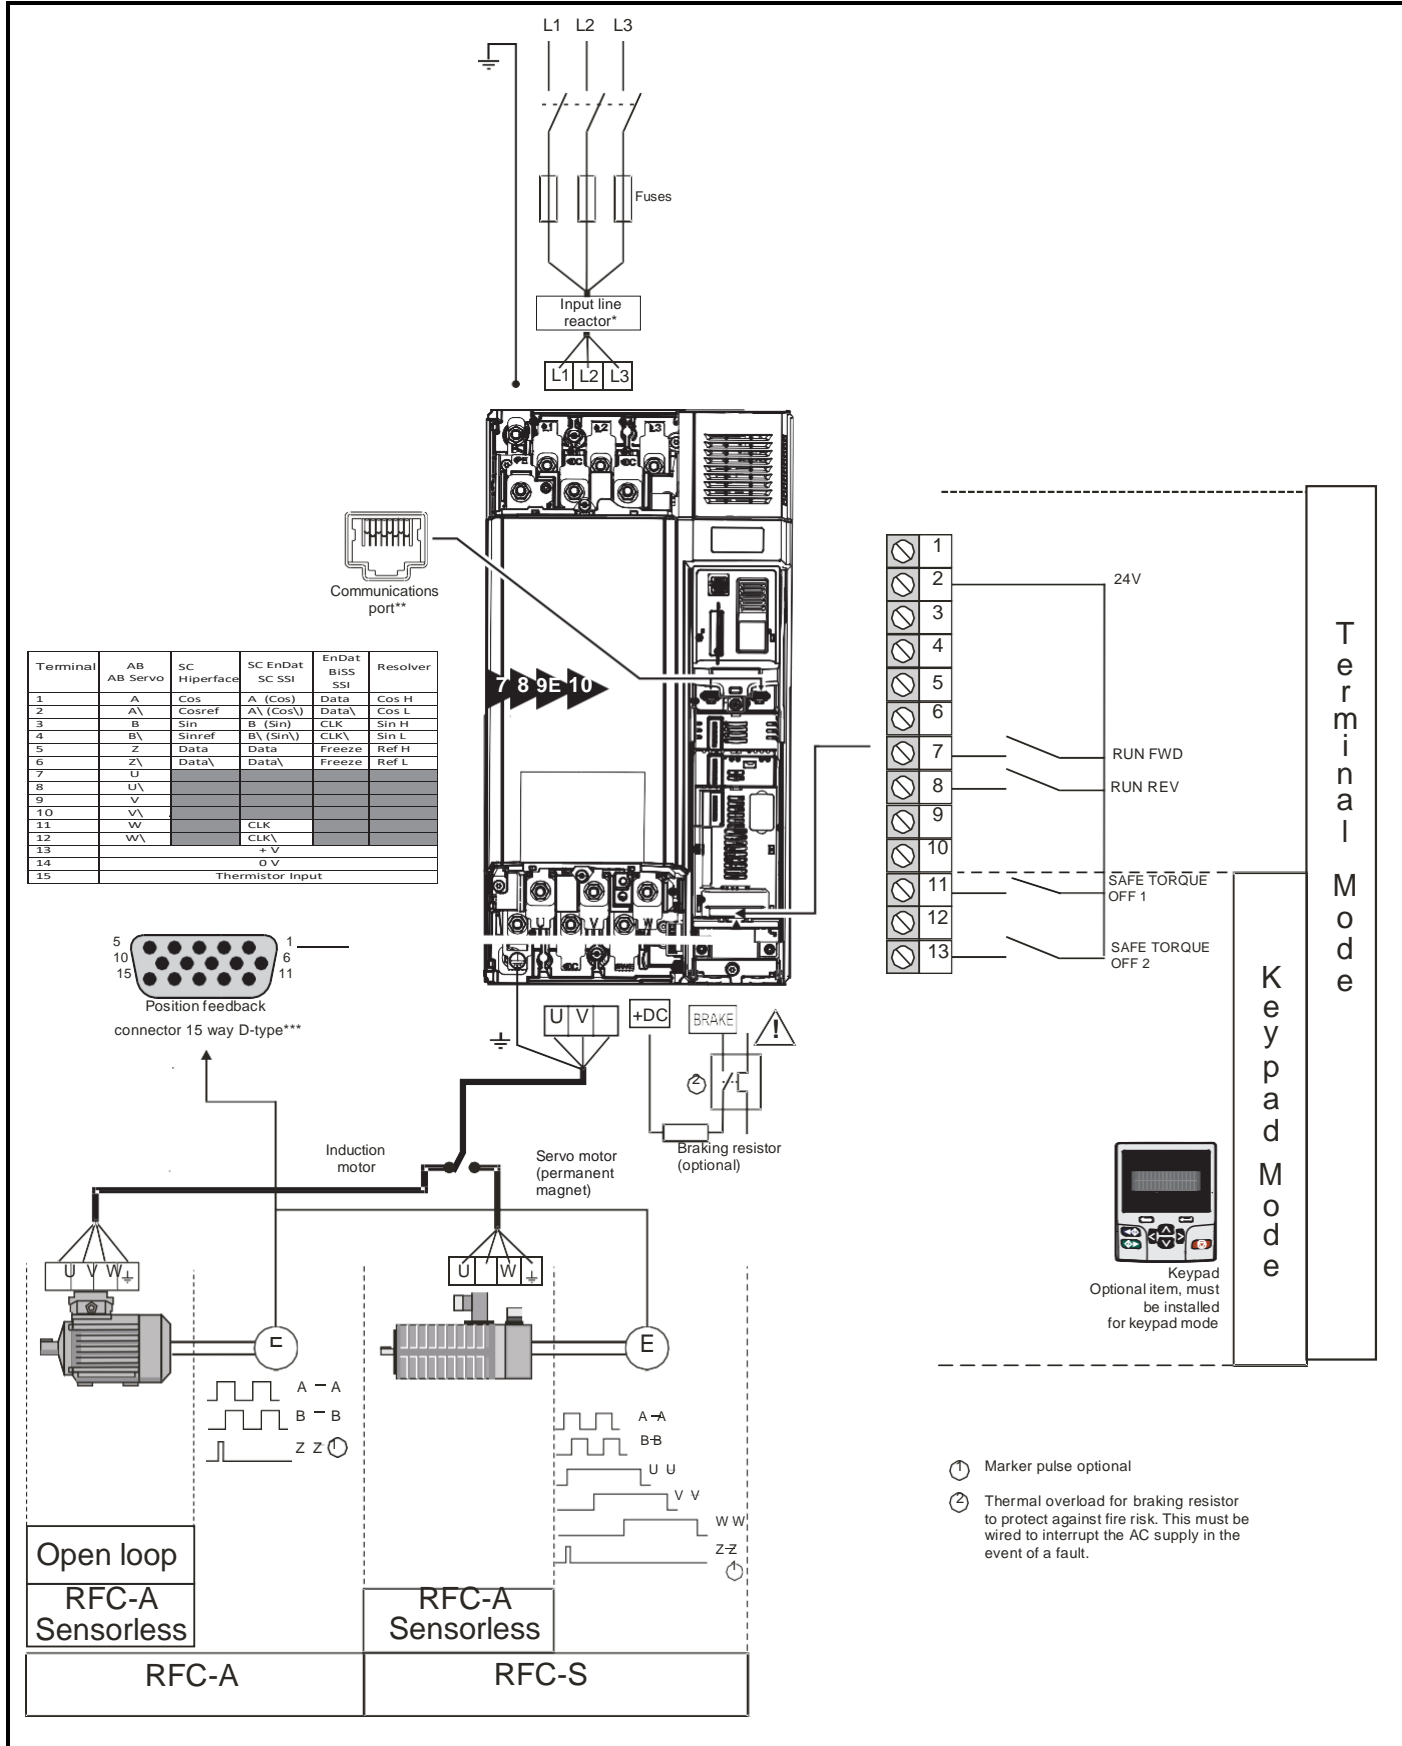 L1 L2 L3
Fuses
Input line
reactor*
L1 L2 L3
L1 L2 L3
Communications
port**
7 8 9E 10
Terminal | AB AB Servo | SC Hiperface | SC EnDat SC SSI | EnDat BiSS SSI | Resolver
1 A Cos A (Cos) Data Cos H
2 A\ Cosref A\ (Cos\) Data\ Cos L
3 B Sin B (Sin) CLK Sin H
4 B\ Sinref B\ (Sin\) CLK\ Sin L
5 Z Data Data Freeze Ref H
6 Z\ Data\ Data\ Freeze Ref L
7 U
8 U\
9 V
10 V\
11 W CLK
12 W\ CLK\
13 + V
14 0 V
15 Thermistor Input
5 1
10 6
15 11
Position feedback
connector 15 way D-type***
U V W
U V
+DC
BRAKE
!
2
Braking resistor
(optional)
Induction
motor
Servo motor
(permanent
magnet)
U V W
U W
E
A A
B B
Z Z 1
A A
B B
U U
V V
W W
Z Z
1
Open loop
RFC-A
Sensorless
RFC-A
Sensorless
RFC-A
RFC-S
1
2
3
4
5
6
7
8
9
10
11
12
13
24V
RUN FWD
RUN REV
SAFE TORQUE
OFF 1
SAFE TORQUE
OFF 2
Terminal Mode
Keypad Mode
Keypad
Optional item, must
be installed
for keypad mode
1 Marker pulse optional
2 Thermal overload for braking resistor
to protect against fire risk. This must be
wired to interrupt the AC supply in the
event of a fault.